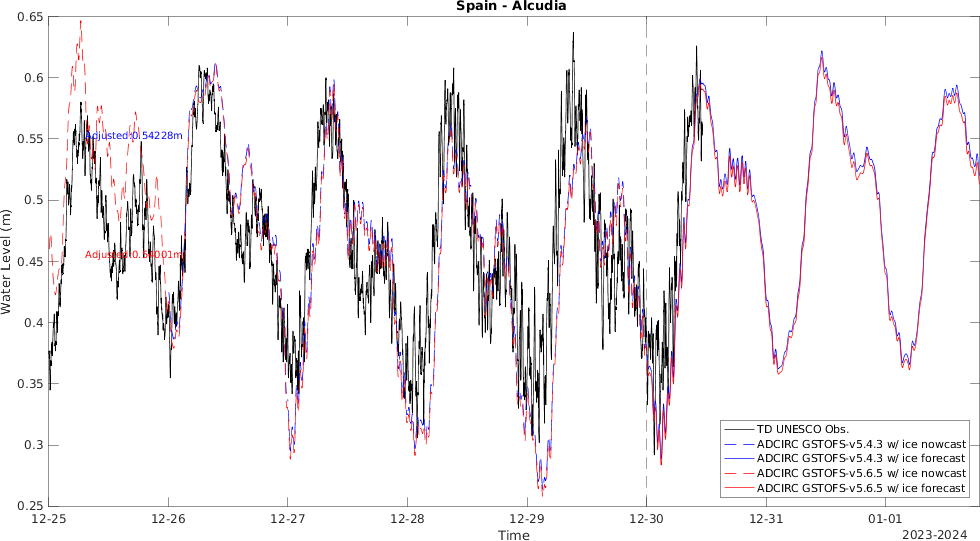 Spain - Alcudia
0.65
0.6
0.55
0.5
0.45
0.4
0.35
0.3
0.25
Water Level (m)
Adjusted:0.54228m
Adjusted:0.54001m
TD UNESCO Obs.
ADCIRC GSTOFS-v5.4.3 w/ ice nowcast
ADCIRC GSTOFS-v5.4.3 w/ ice forecast
ADCIRC GSTOFS-v5.6.5 w/ ice nowcast
ADCIRC GSTOFS-v5.6.5 w/ ice forecast
12-25 12-26 12-27 12-28 12-29 12-30 12-31 01-01
Time
2023-2024